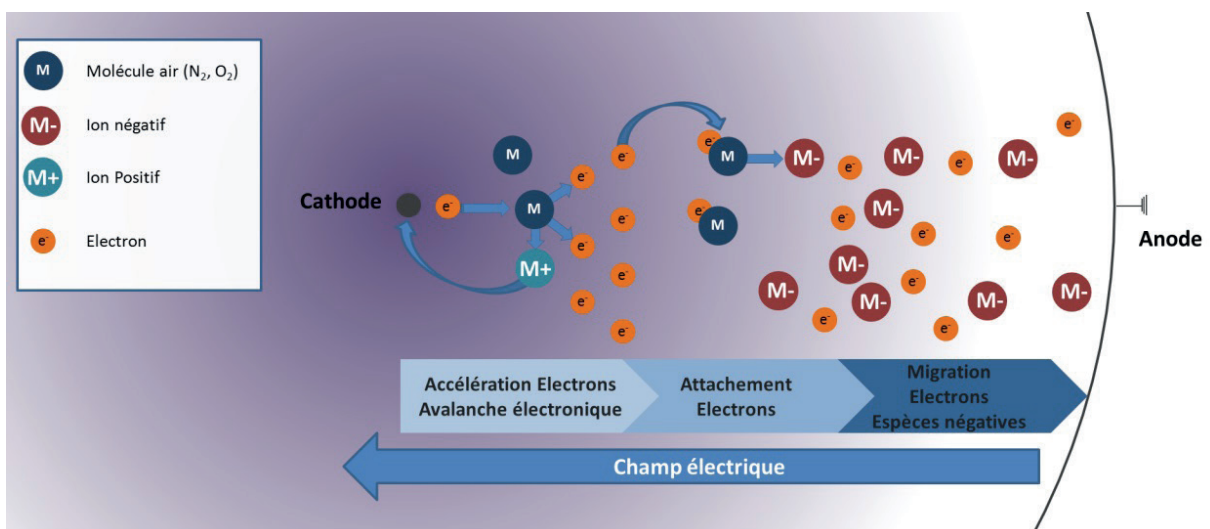 M Molécule air (N₂, O₂)
M- Ion négatif
M+ Ion Positif
e- Electron
Cathode
e-
M
M
M+
e-
e-
e-
e-
e-
e-
e-
e-
M
e-
M
M-
e-
M-
e-
M-
e-
e-
M-
e-
e-
M-
M-
e-
M-
e-
M-
e-
M-
Anode
Accélération Electrons
Avalanche électronique
Attachement
Electrons
Migration
Electrons
Espèces négatives
Champ électrique